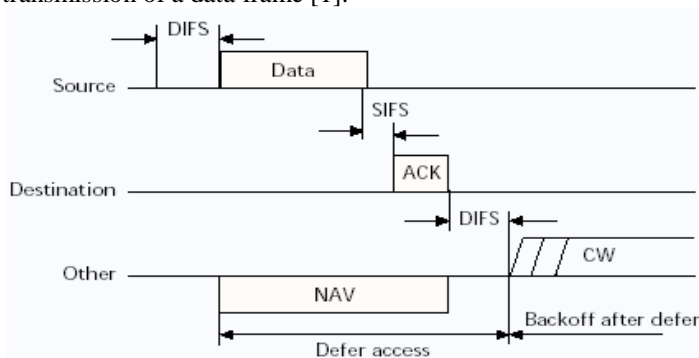 transmission of a data frame [1].
DIFS
Data
Source
SIFS
ACK
Destination
DIFS
CW
Other
NAV
Backoff after defer
Defer access